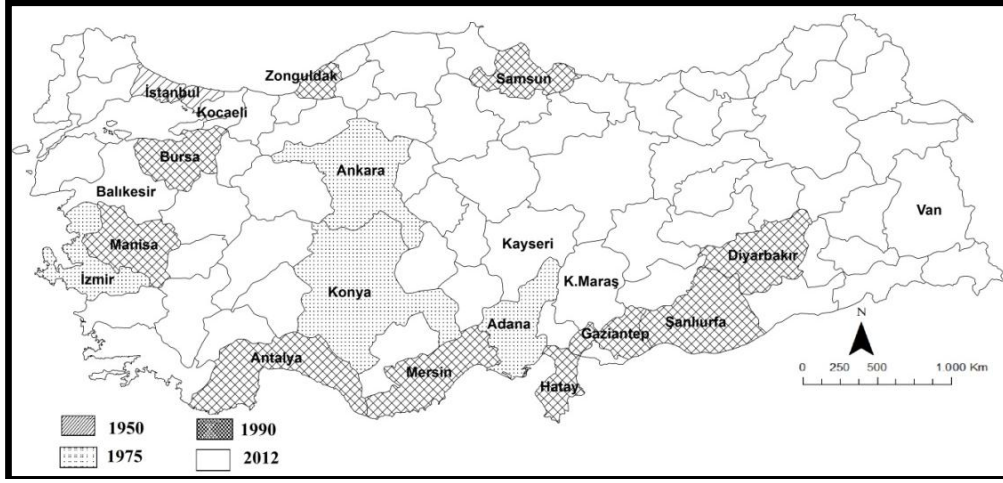 Zonguldak
Samsun
İstanbul
Kocaeli
Bursa
Ankara
Balıkesir
Van
Kayseri
Manisa
Diyarbakır
İzmir
Konya
K.Maraş
Adana
Gaziantep
Şanlıurfa
Antalya
Mersin
Hatay
N
0 250 500 1 000 Km
1950 1990
1975 2012